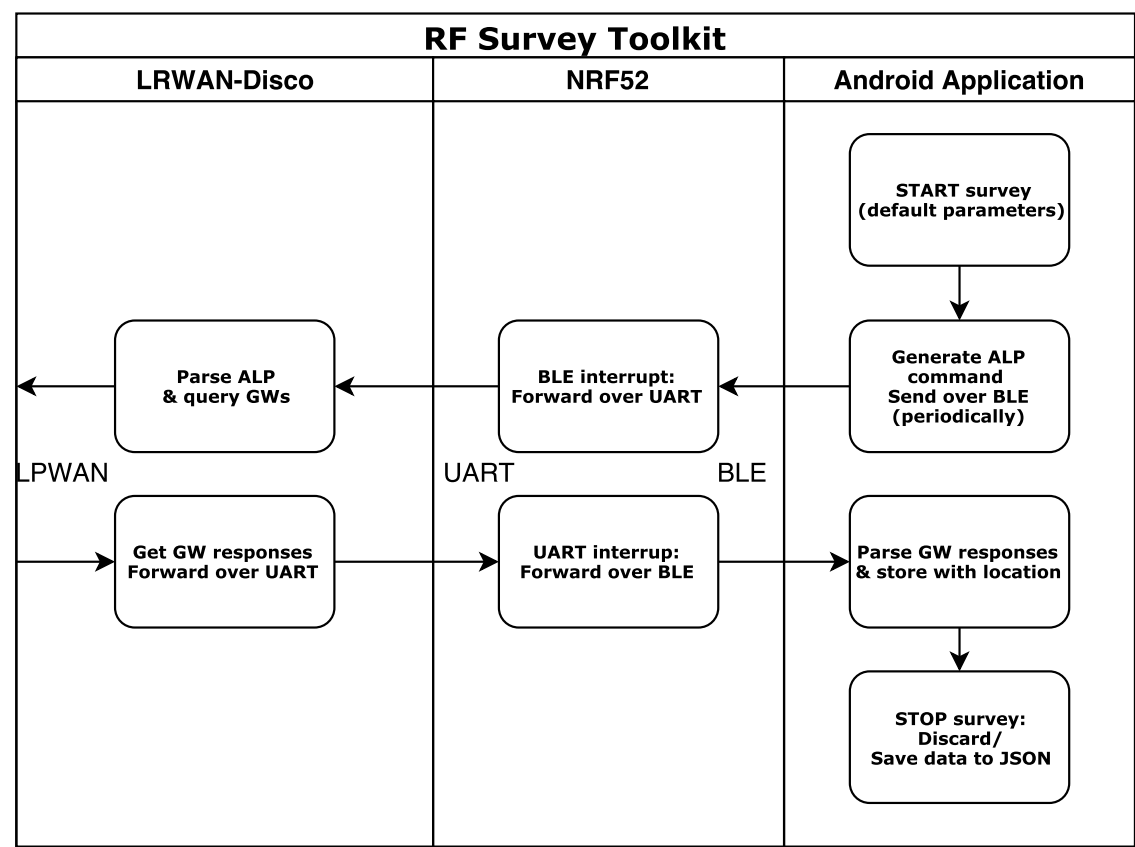 RF Survey Toolkit
LRWAN-Disco
NRF52
Android Application
START survey
(default parameters)
Parse ALP
& query GWs
BLE interrupt:
Forward over UART
Generate ALP
command
Send over BLE
(periodically)
LPWAN
UART
BLE
Get GW responses
Forward over UART
UART interrup:
Forward over BLE
Parse GW responses
& store with location
STOP survey:
Discard/
Save data to JSON